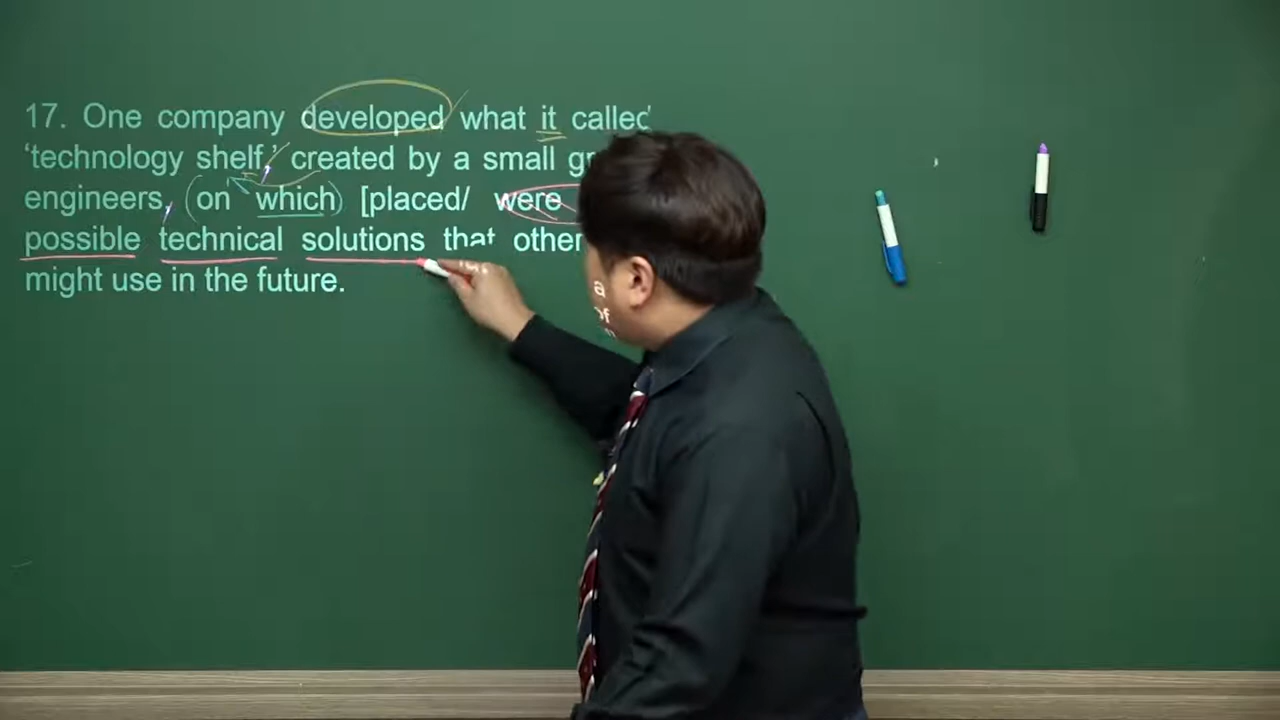 17. One company developed what it called
'technology shelf,' created by a small
engineers, (on which) [placed/ were
possible technical solutions that other
might use in the future.